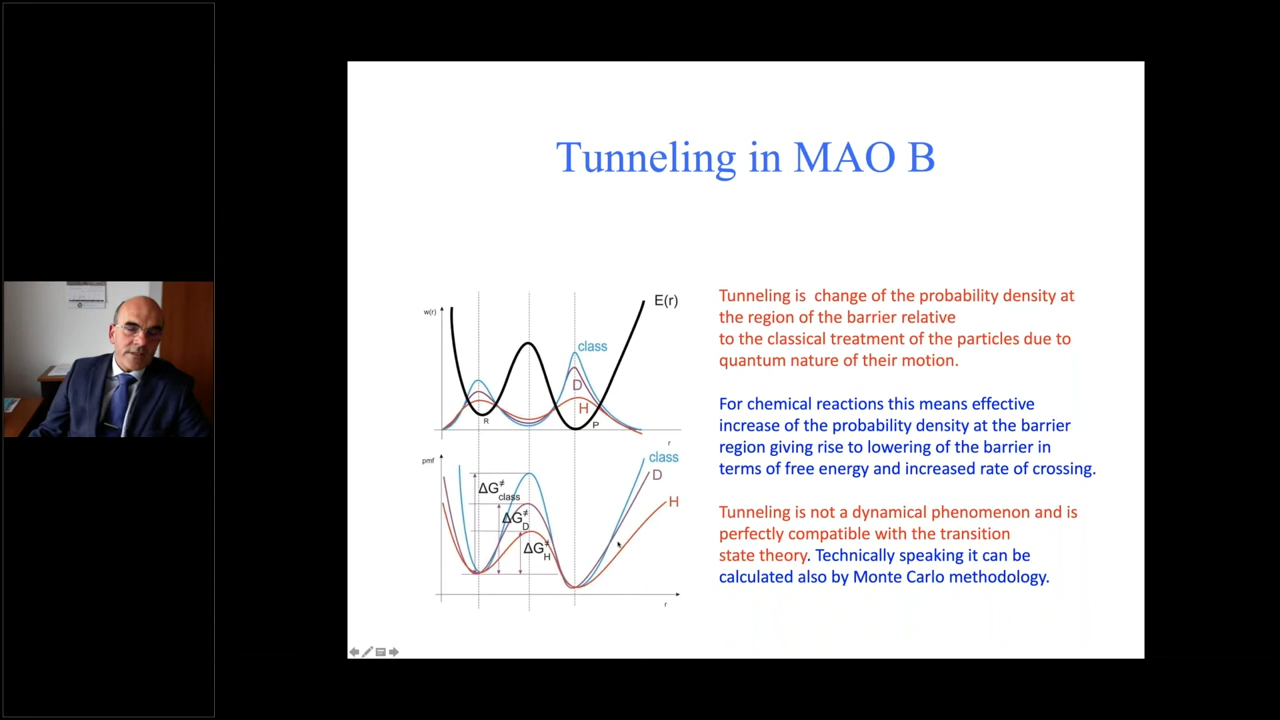 Tunneling in MAO B
w(r)
E(r)
class
D
H
R
P
r
pmf
class
D
H
ΔG≠class
ΔG≠D
ΔG≠H
r
Tunneling is change of the probability density at
the region of the barrier relative
to the classical treatment of the particles due to
quantum nature of their motion.
For chemical reactions this means effective
increase of the probability density at the barrier
region giving rise to lowering of the barrier in
terms of free energy and increased rate of crossing.
Tunneling is not a dynamical phenomenon and is
perfectly compatible with the transition
state theory. Technically speaking it can be
calculated also by Monte Carlo methodology.